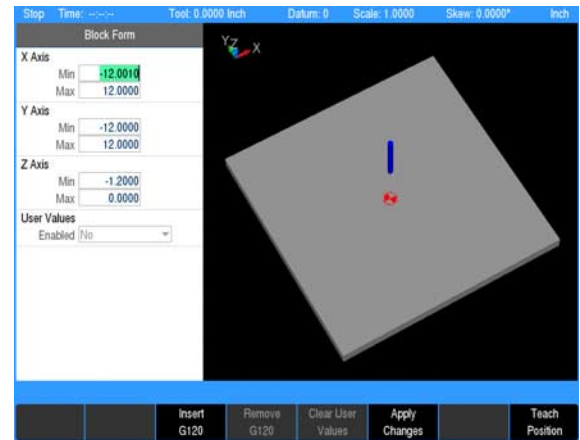 Stop Time: --:--:-- Tool: 0.0000 Inch Datum: 0 Scale: 1.0000 Skew: 0.0000° Inch
Block Form
X Axis
Min -12.0010
Max 12.0000
Y Axis
Min -12.0000
Max 12.0000
Z Axis
Min -1.2000
Max 0.0000
User Values
Enabled No
Y Z X
Insert G120
Remove G120
Clear User Values
Apply Changes
Teach Position